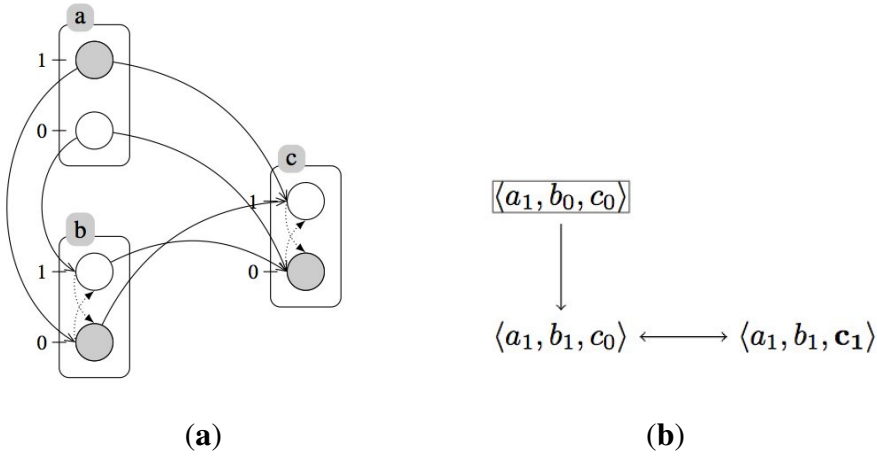 a
1
0
c
1
0
b
1
0
⟨a₁, b₀, c₀⟩
⟨a₁, b₁, c₀⟩ ⟨a₁, b₁, c₁⟩
(a) (b)